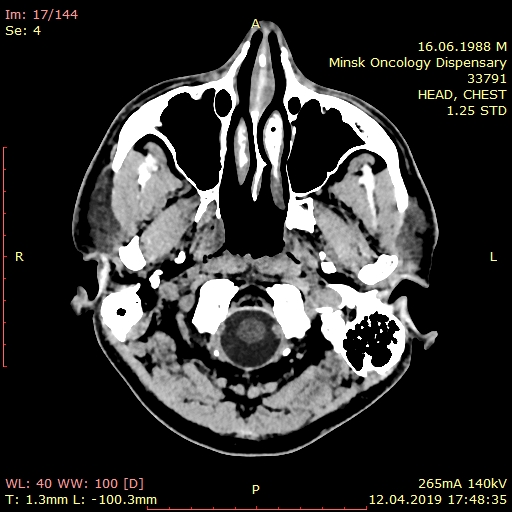 Im: 17/144
Se: 4
A
16.06.1988 M
Minsk Oncology Dispensary
33791
HEAD, CHEST
1.25 STD
R
L
WL: 40 WW: 100 [D]
T: 1.3mm L: -100.3mm
P
265mA 140kV
12.04.2019 17:48:35